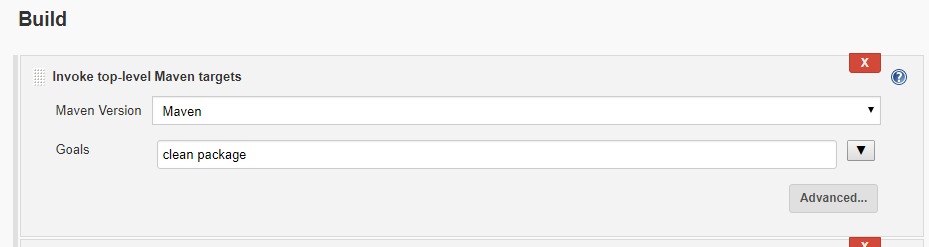 Build
X
Invoke top-level Maven targets
?
Maven Version
Maven
Goals
clean package
Advanced...
X